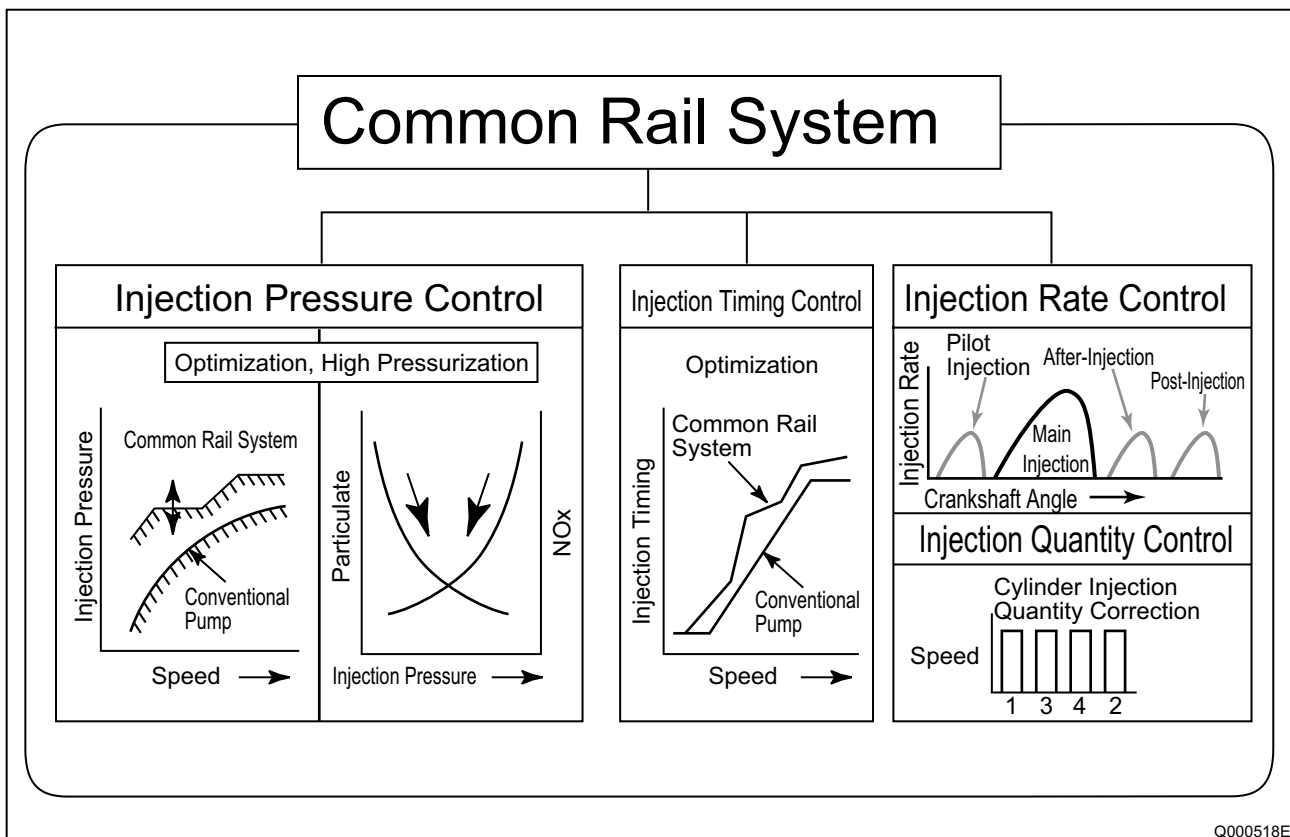 Common Rail System
Injection Pressure Control
Optimization, High Pressurization
Injection Pressure
Common Rail System
Conventional
Pump
Speed
Particulate
NOx
Injection Pressure
Injection Timing Control
Optimization
Injection Timing
Common Rail
System
Conventional
Pump
Speed
Injection Rate Control
Injection Rate
Pilot
Injection
After-Injection
Post-Injection
Main
Injection
Crankshaft Angle
Injection Quantity Control
Cylinder Injection
Quantity Correction
Speed
1 3 4 2
Q000518E